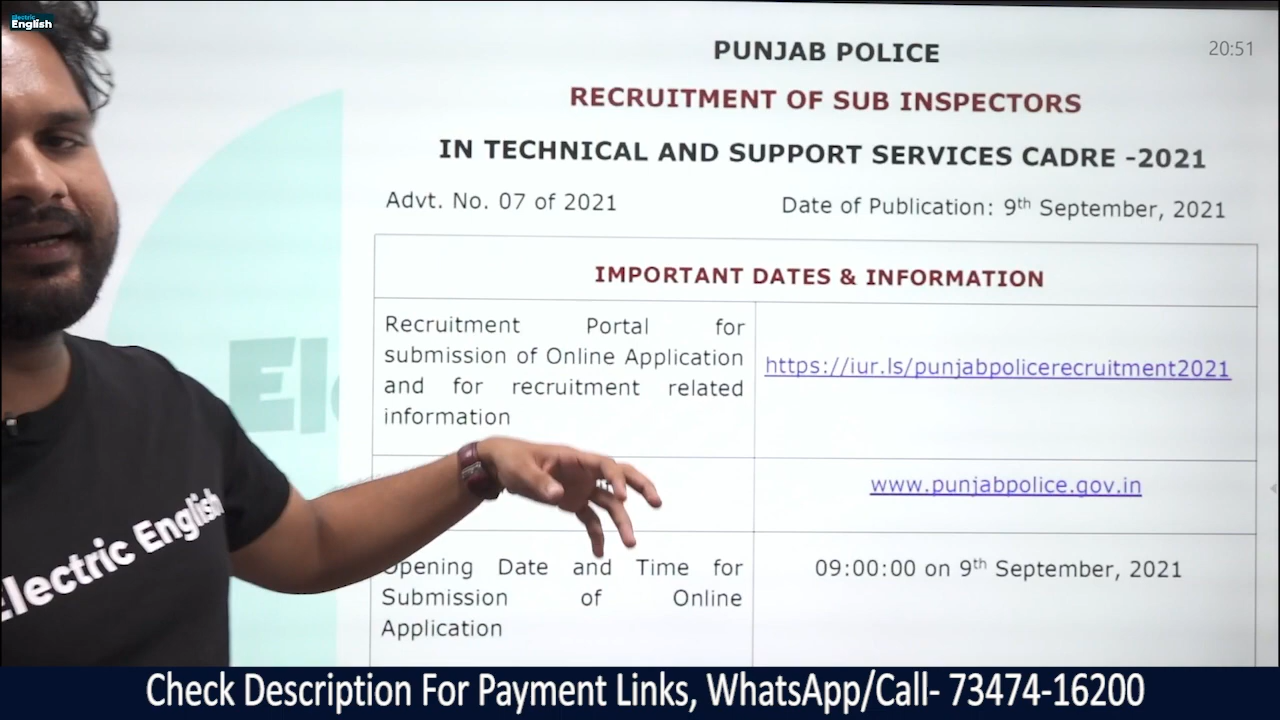 Electric
English
PUNJAB POLICE
20:51
RECRUITMENT OF SUB INSPECTORS
IN TECHNICAL AND SUPPORT SERVICES CADRE -2021
Advt. No. 07 of 2021
Date of Publication: 9th September, 2021
IMPORTANT DATES & INFORMATION
Recruitment Portal for
submission of Online Application
and for recruitment related
information
https://iur.ls/punjabpolicerecruitment2021
www.punjabpolice.gov.in
Opening Date and Time for
Submission of Online
Application
09:00:00 on 9th September, 2021
El
Electric English
Check Description For Payment Links, WhatsApp/Call- 73474-16200